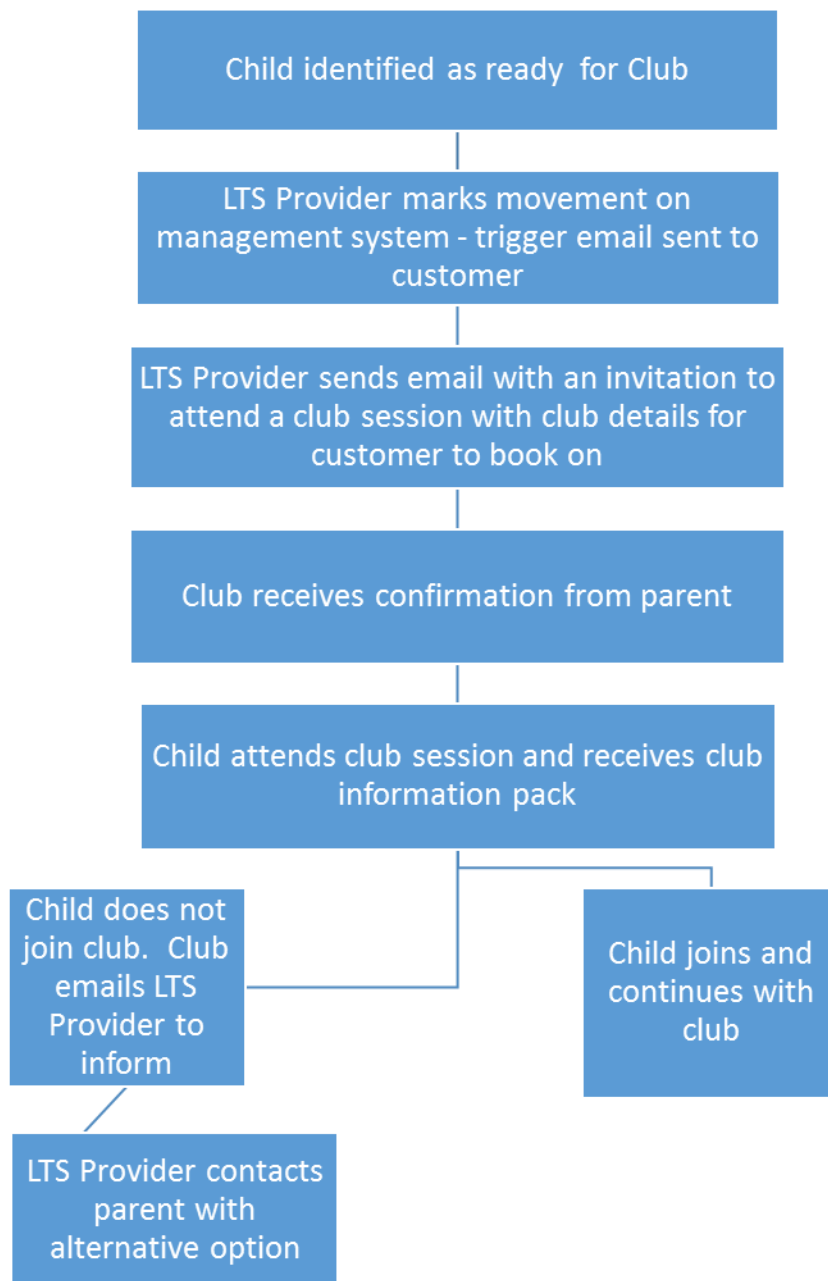 Child identified as ready for Club
LTS Provider marks movement on
management system - trigger email sent to
customer
LTS Provider sends email with an invitation to
attend a club session with club details for
customer to book on
Club receives confirmation from parent
Child attends club session and receives club
information pack
Child does not
join club. Club
emails LTS
Provider to
inform
Child joins and
continues with
club
LTS Provider contacts
parent with
alternative option